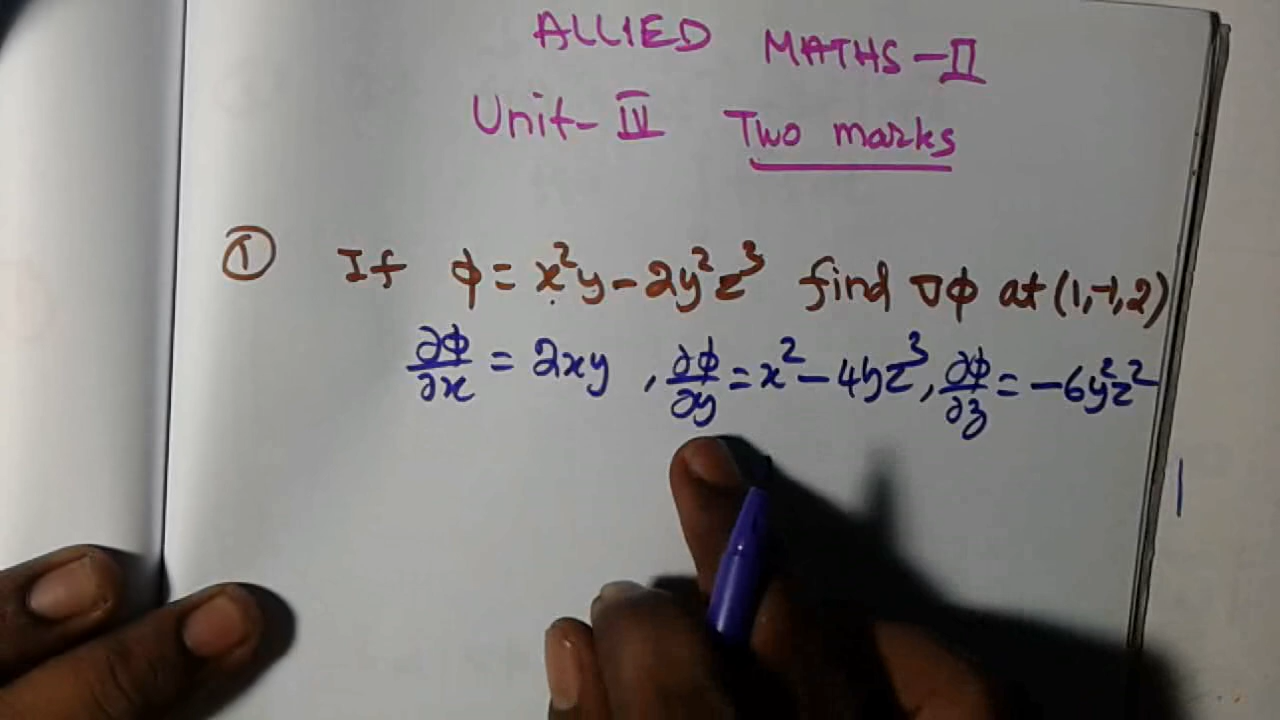 ALLIED MATHS-II
Unit-IV Two marks
① If ϕ = x²y - 2y²z³ find ∇ϕ at (1,-1,2)
∂ϕ/∂x = 2xy , ∂ϕ/∂y = x² - 4yz³, ∂ϕ/∂z = -6y²z²